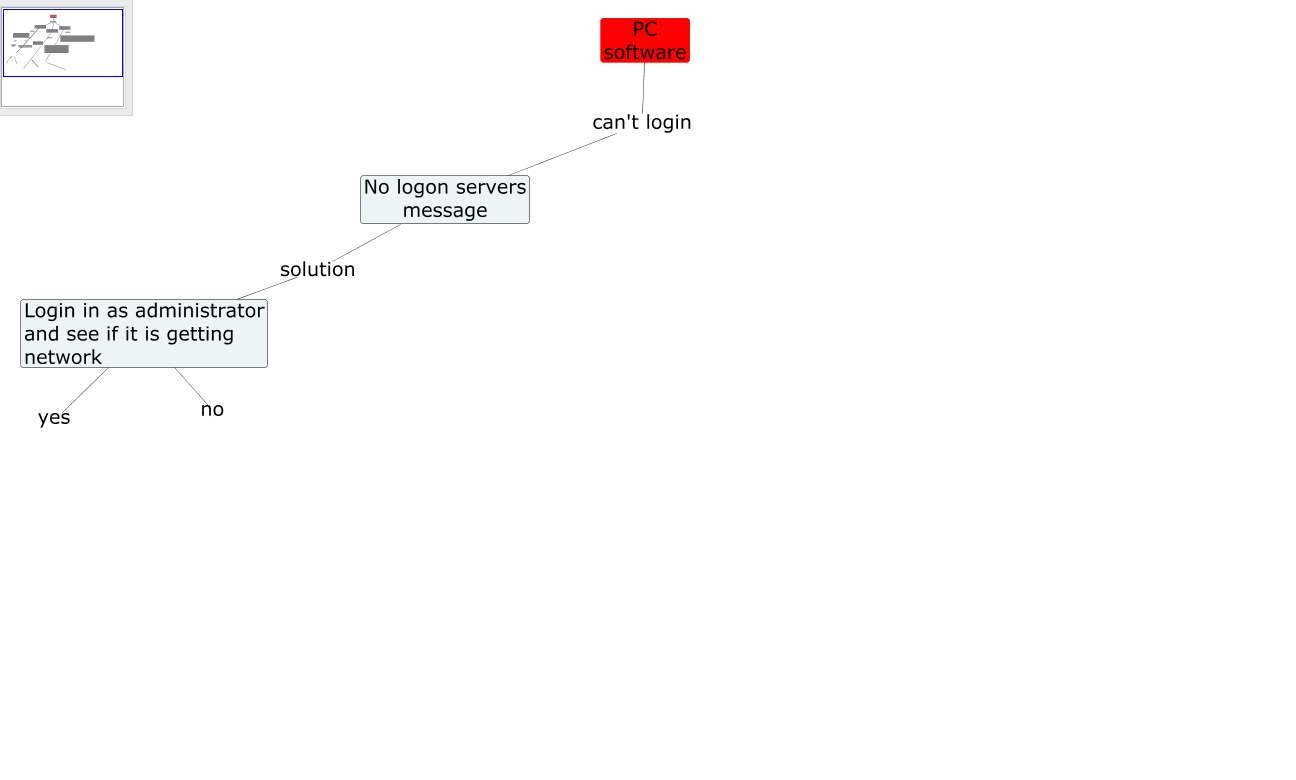 PC
software
can't login
No logon servers
message
solution
Login in as administrator
and see if it is getting
network
yes
no